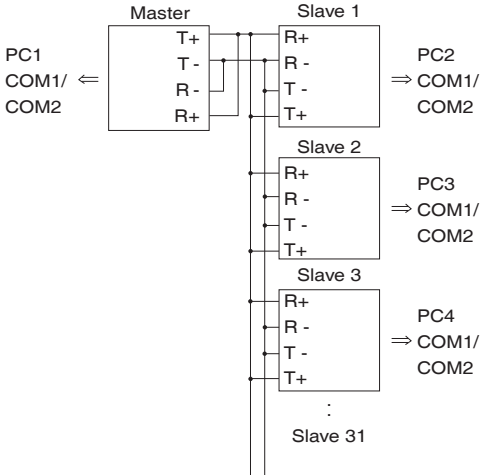 Master
T+
T -
R -
R+
PC1
COM1/
COM2
⇐
Slave 1
R+
R -
T -
T+
PC2
⇒ COM1/
COM2
Slave 2
R+
R -
T -
T+
PC3
⇒ COM1/
COM2
Slave 3
R+
R -
T -
T+
PC4
⇒ COM1/
COM2
:
Slave 31